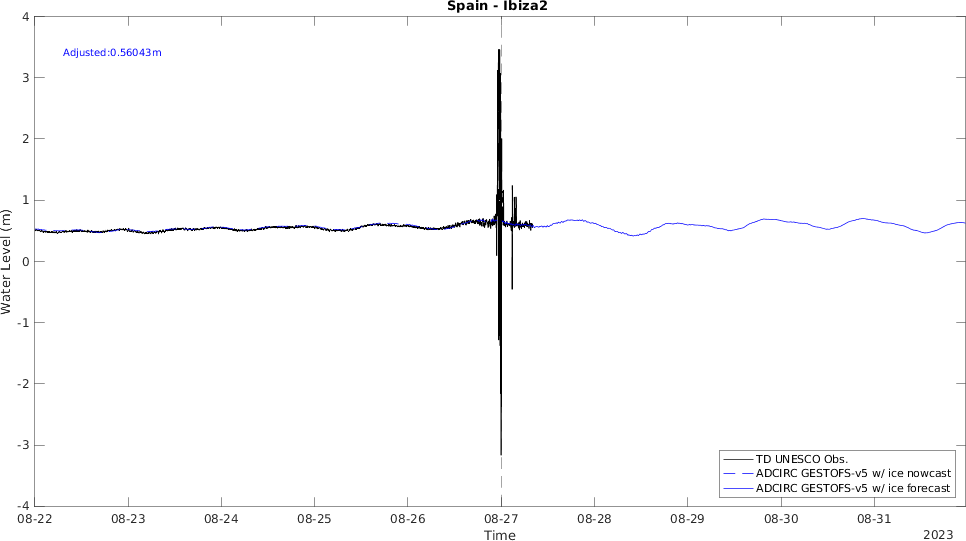 Spain - Ibiza2
Adjusted:0.56043m
Water Level (m)
4
3
2
1
0
-1
-2
-3
-4
08-22 08-23 08-24 08-25 08-26 08-27 08-28 08-29 08-30 08-31
Time
2023
TD UNESCO Obs.
ADCIRC GESTOFS-v5 w/ ice nowcast
ADCIRC GESTOFS-v5 w/ ice forecast